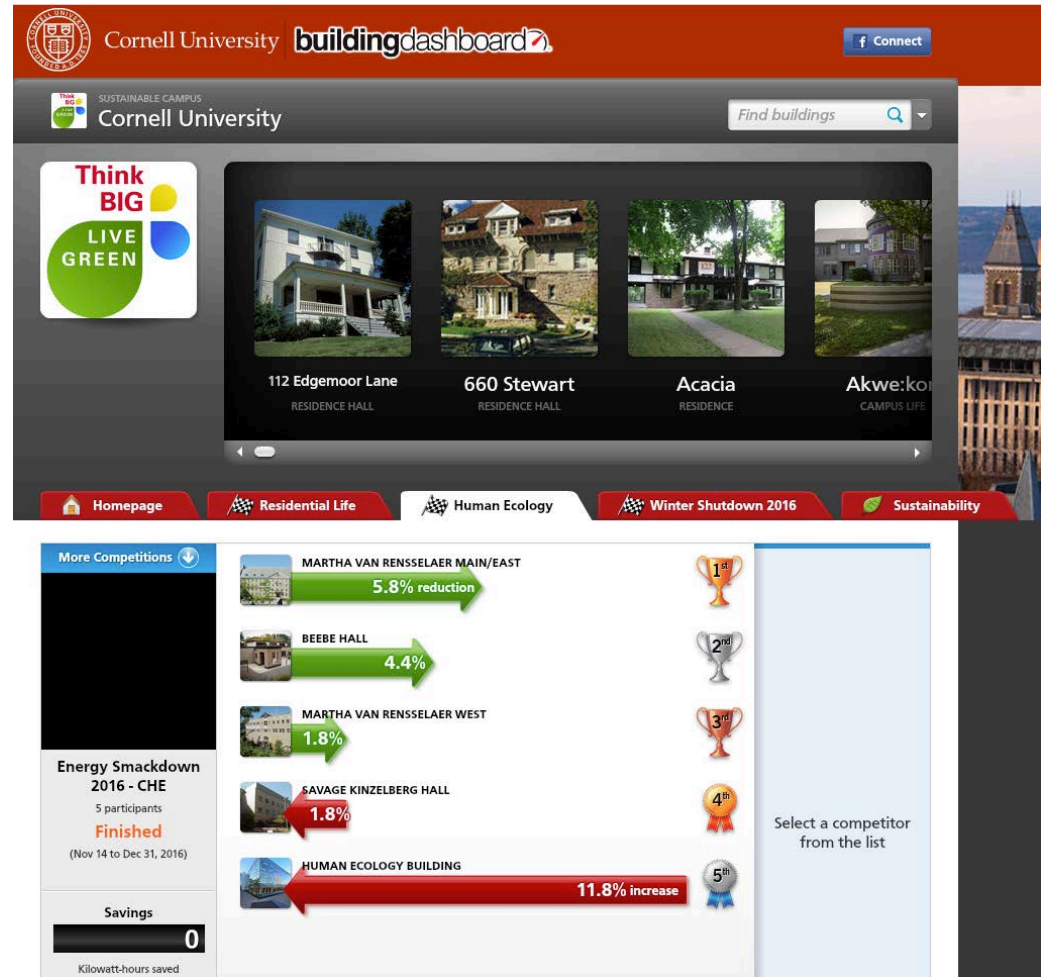 Cornell University buildingdashboard
f Connect
SUSTAINABLE CAMPUS
Cornell University
Find buildings
Think
BIG
LIVE
GREEN
112 Edgemoor Lane
RESIDENCE HALL
660 Stewart
RESIDENCE HALL
Acacia
RESIDENCE
Akwe:kon
CAMPUS LIFE
Homepage
Residential Life
Human Ecology
Winter Shutdown 2016
Sustainability
More Competitions
Energy Smackdown
2016 - CHE
5 participants
Finished
(Nov 14 to Dec 31, 2016)
Savings
0
Kilowatt-hours saved
MARTHA VAN RENSSELAER MAIN/EAST
5.8% reduction
1st
BEEBE HALL
4.4%
2nd
MARTHA VAN RENSSELAER WEST
1.8%
3rd
SAVAGE KINZELBERG HALL
1.8%
4th
HUMAN ECOLOGY BUILDING
11.8% increase
5th
Select a competitor
from the list